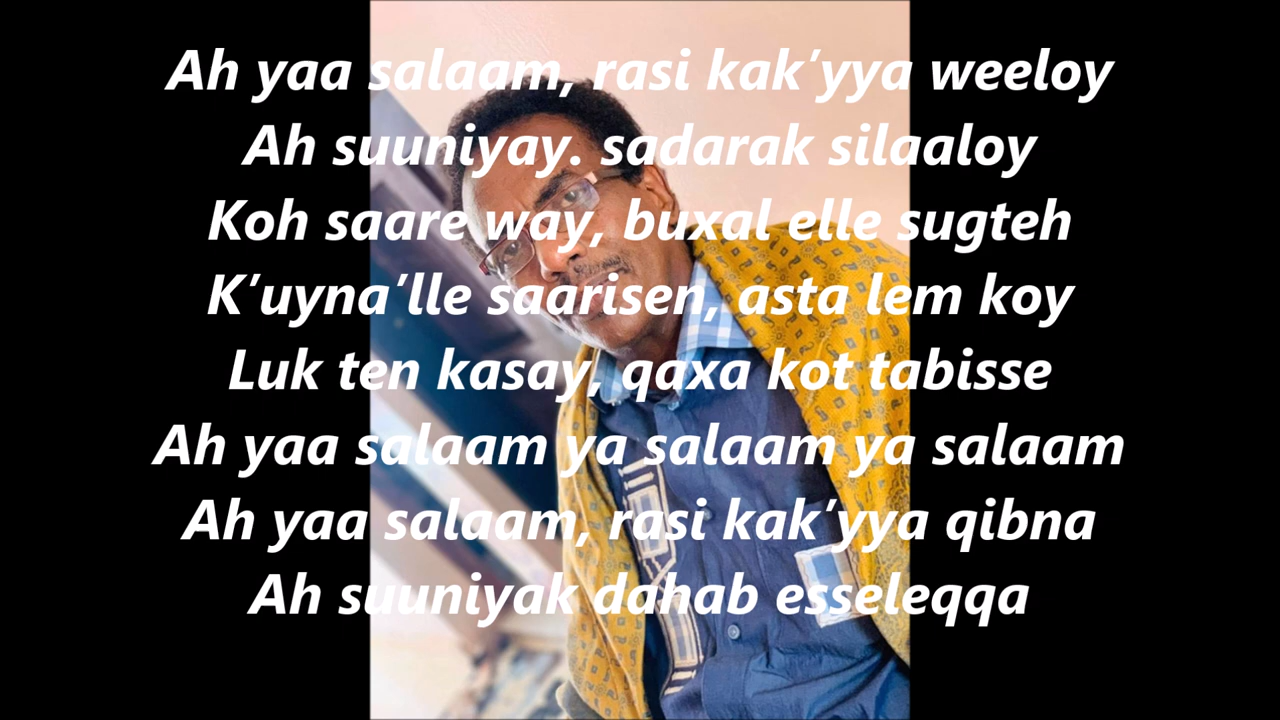 Ah yaa salaam, rasi kak'yya weeloy
Ah suuniyay. sadarak silaaloy
Koh saare way, buxal elle sugteh
K'uyna'lle saarisen, asta lem koy
Luk ten kasay, qaxa kot tabisse
Ah yaa salaam ya salaam ya salaam
Ah yaa salaam, rasi kak'yya qibna
Ah suuniyak dahab esseleqqa